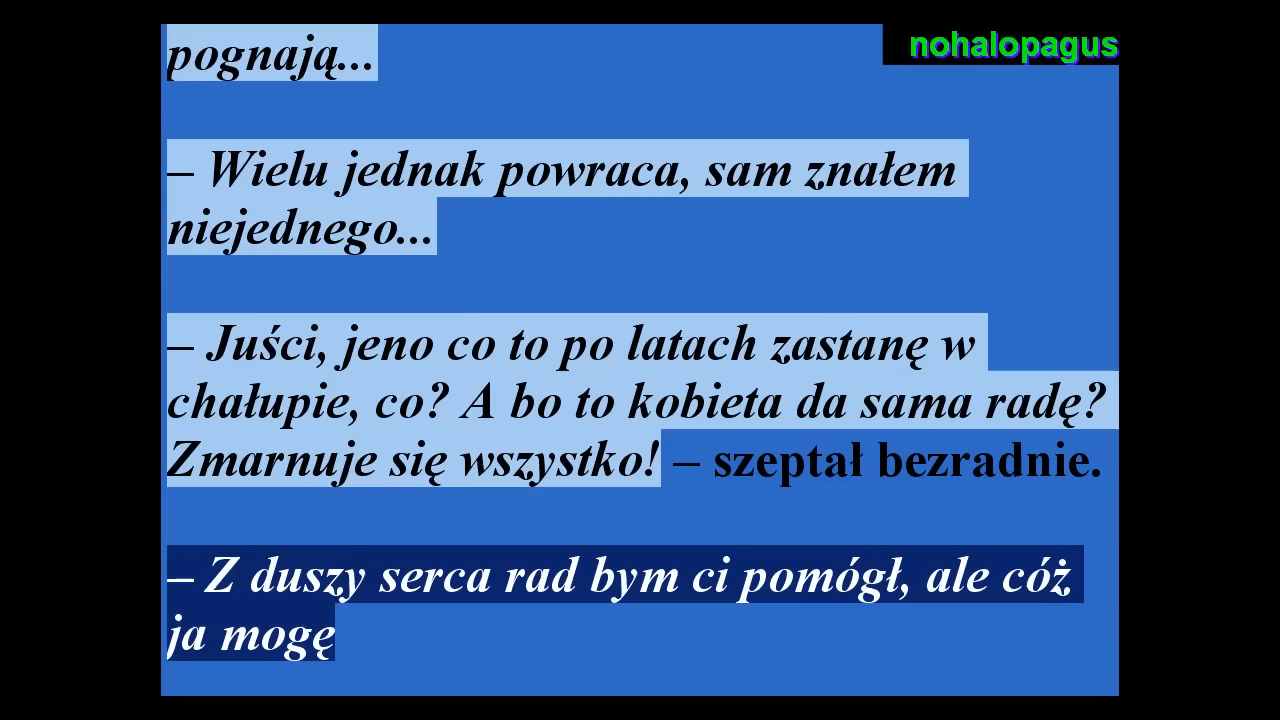 nohalopagus
pognają...
– Wielu jednak powraca, sam znałem
niejednego...
– Juści, jeno co to po latach zastanę w
chałupie, co? A bo to kobieta da sama radę?
Zmarnuje się wszystko! – szeptał bezradnie.
– Z duszy serca rad bym ci pomógł, ale cóż
ja mogę